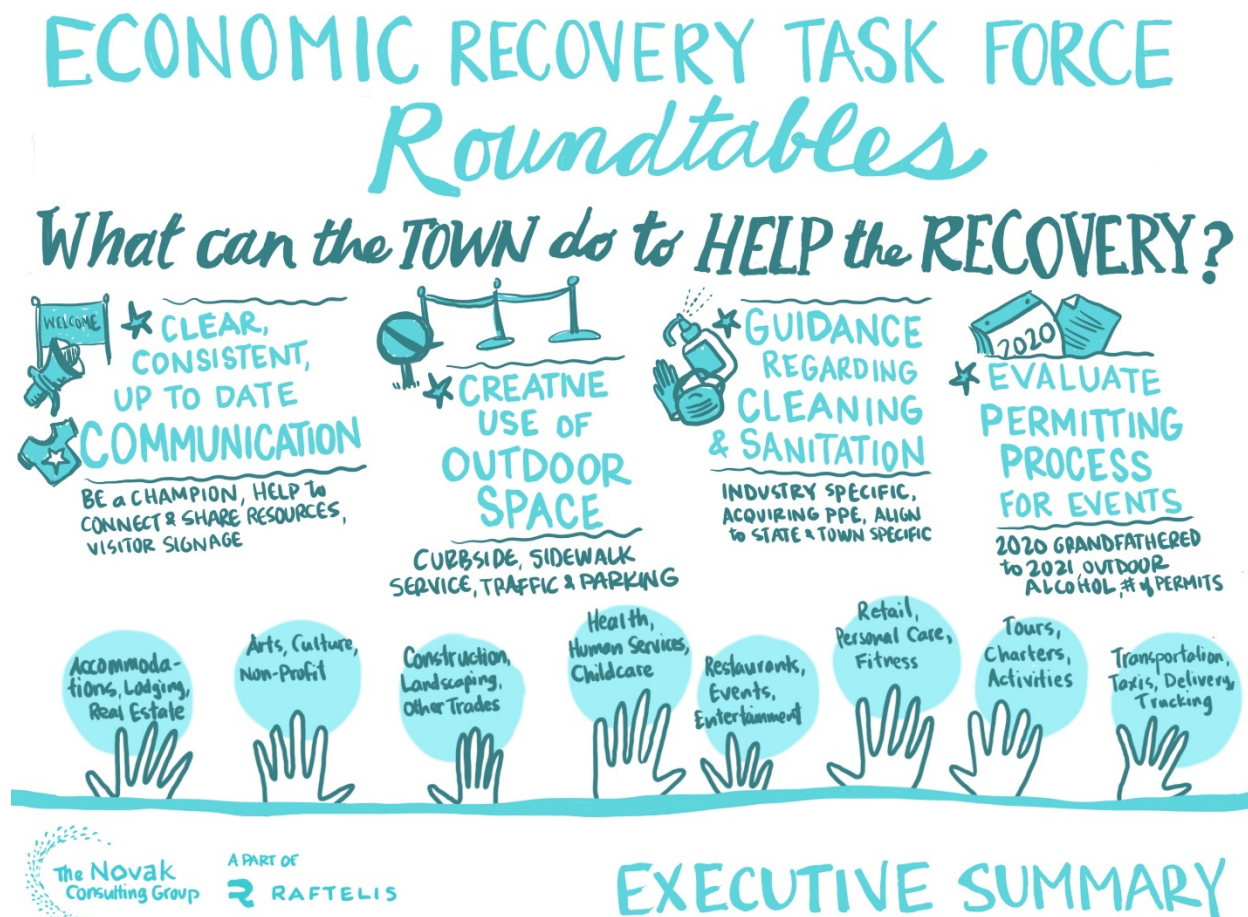 ECONOMIC RECOVERY TASK FORCE
Roundtables
What can the TOWN do to HELP the RECOVERY?
WELCOME
CLEAR,
CONSISTENT,
UP TO DATE
COMMUNICATION
BE a CHAMPION, HELP to
CONNECT & SHARE RESOURCES,
VISITOR SIGNAGE
CREATIVE
USE OF
OUTDOOR
SPACE
CURBSIDE, SIDEWALK
SERVICE, TRAFFIC & PARKING
GUIDANCE
REGARDING
CLEANING
& SANITATION
INDUSTRY SPECIFIC,
ACQUIRING PPE, ALIGN
to STATE & TOWN SPECIFIC
2020
EVALUATE
PERMITTING
PROCESS
FOR EVENTS
2020 GRANDFATHERED
to 2021, OUTDOOR
ALCOHOL, # of PERMITS
Accommoda-
tions, Lodging,
Real Estate
Arts, Culture,
Non-Profit
Construction,
Landscaping,
Other Trades
Health,
Human Services,
Childcare
Restaurants,
Events,
Entertainment
Retail,
Personal Care,
Fitness
Tours,
Charters,
Activities
Transportation,
Taxis, Delivery,
Trucking
The Novak
Consulting Group
A PART OF
RAFTELIS
EXECUTIVE SUMMARY